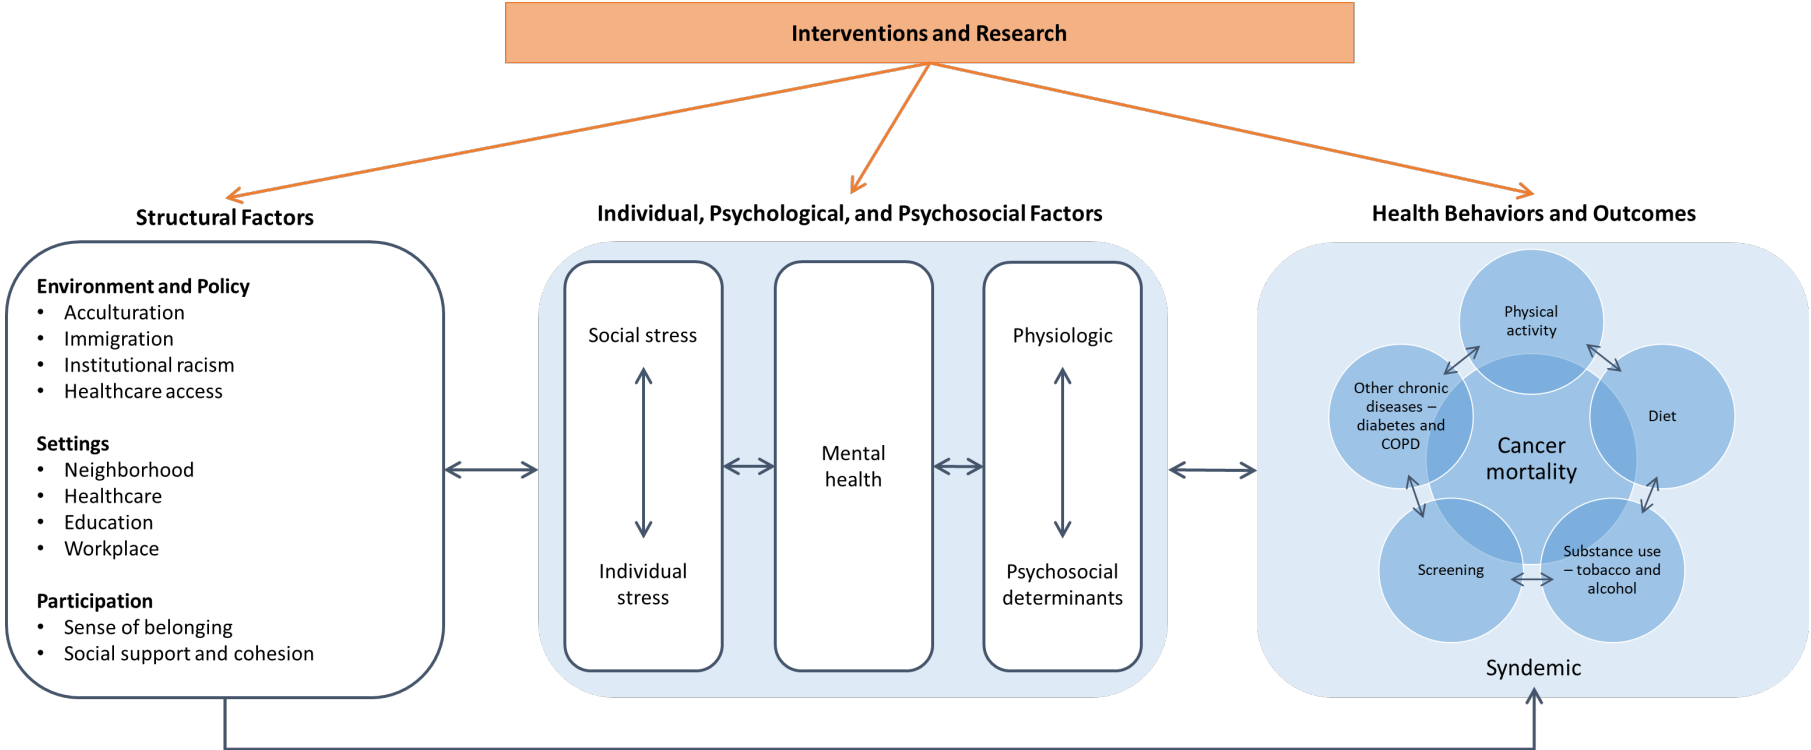 Interventions and Research
Structural Factors
Environment and Policy
• Acculturation
• Immigration
• Institutional racism
• Healthcare access
Settings
• Neighborhood
• Healthcare
• Education
• Workplace
Participation
• Sense of belonging
• Social support and cohesion
Individual, Psychological, and Psychosocial Factors
Social stress
Individual
stress
Mental
health
Physiologic
Psychosocial
determinants
Health Behaviors and Outcomes
Physical
activity
Other chronic
diseases –
diabetes and
COPD
Diet
Cancer
mortality
Screening
Substance use
– tobacco and
alcohol
Syndemic